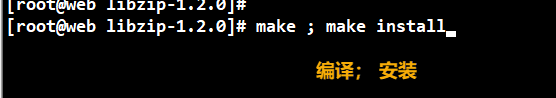 [root@web libzip-1.2.0]#
[root@web libzip-1.2.0]# make ; make install
编译； 安装